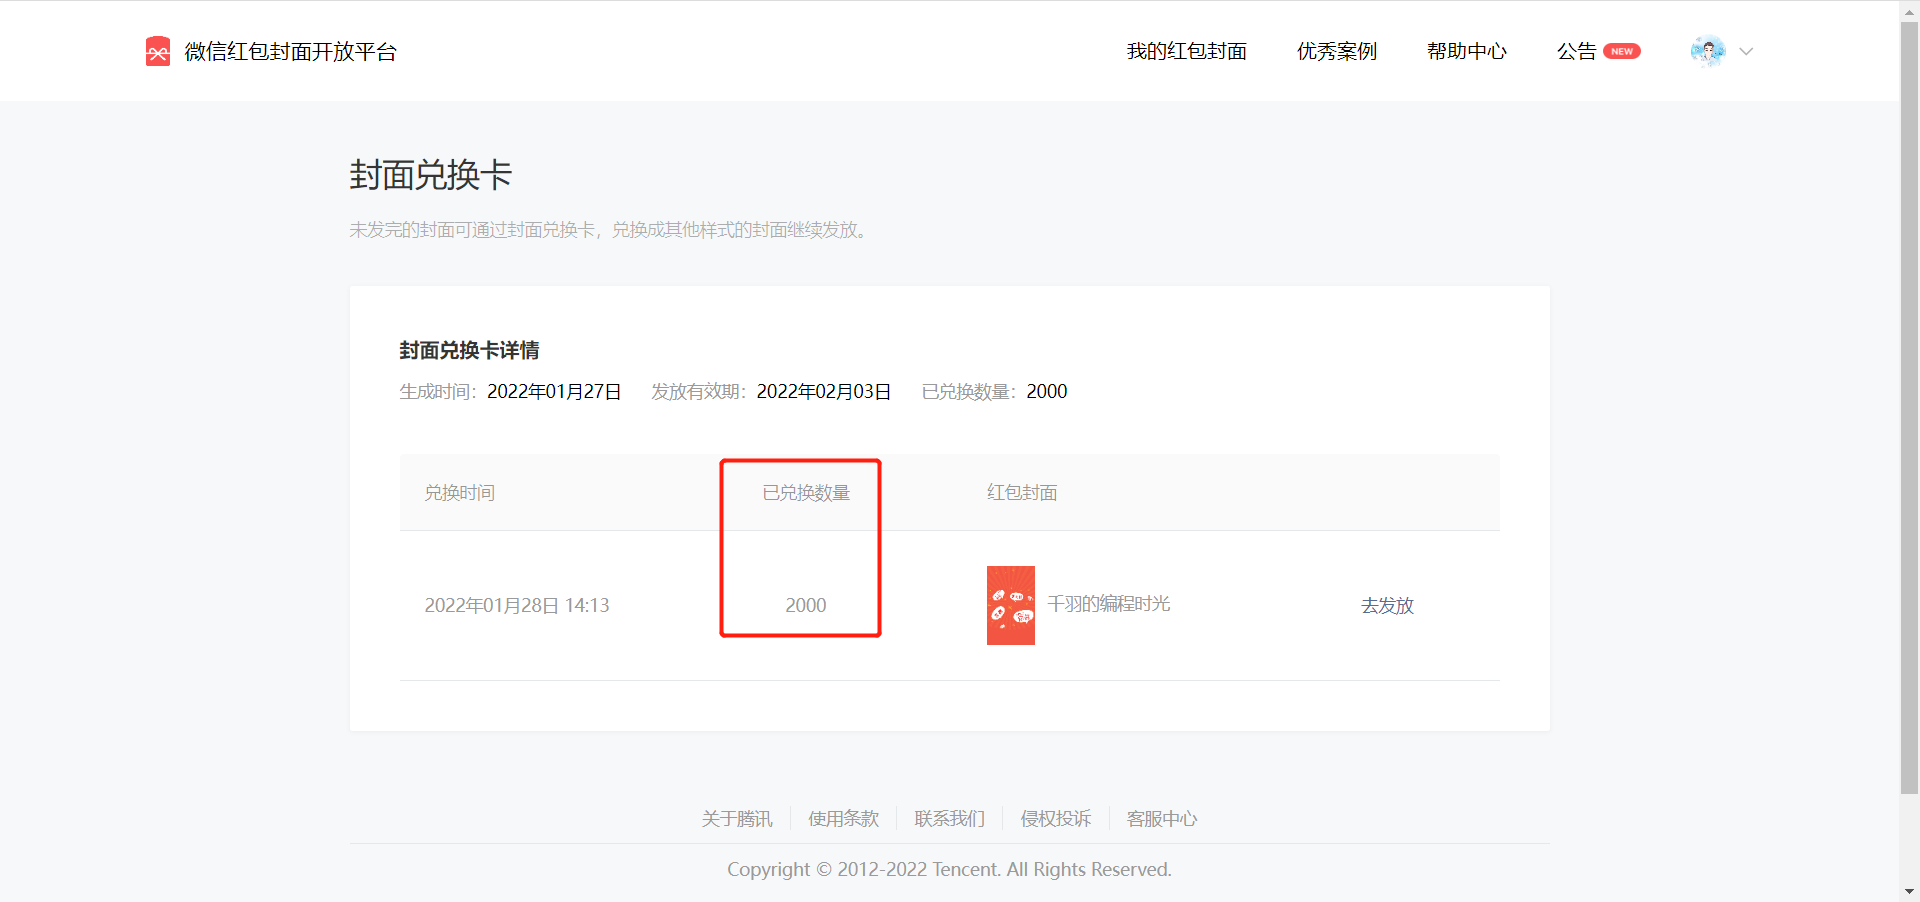 微信红包封面开放平台
我的红包封面 优秀案例 帮助中心 公告 NEW
封面兑换卡
未发完的封面可通过封面兑换卡，兑换成其他样式的封面继续发放。
封面兑换卡详情
生成时间：2022年01月27日 发放有效期：2022年02月03日 已兑换数量：2000
兑换时间 已兑换数量 红包封面
2022年01月28日 14:13 2000 千羽的编程时光 去发放
关于腾讯 使用条款 联系我们 侵权投诉 客服中心
Copyright © 2012-2022 Tencent. All Rights Reserved.